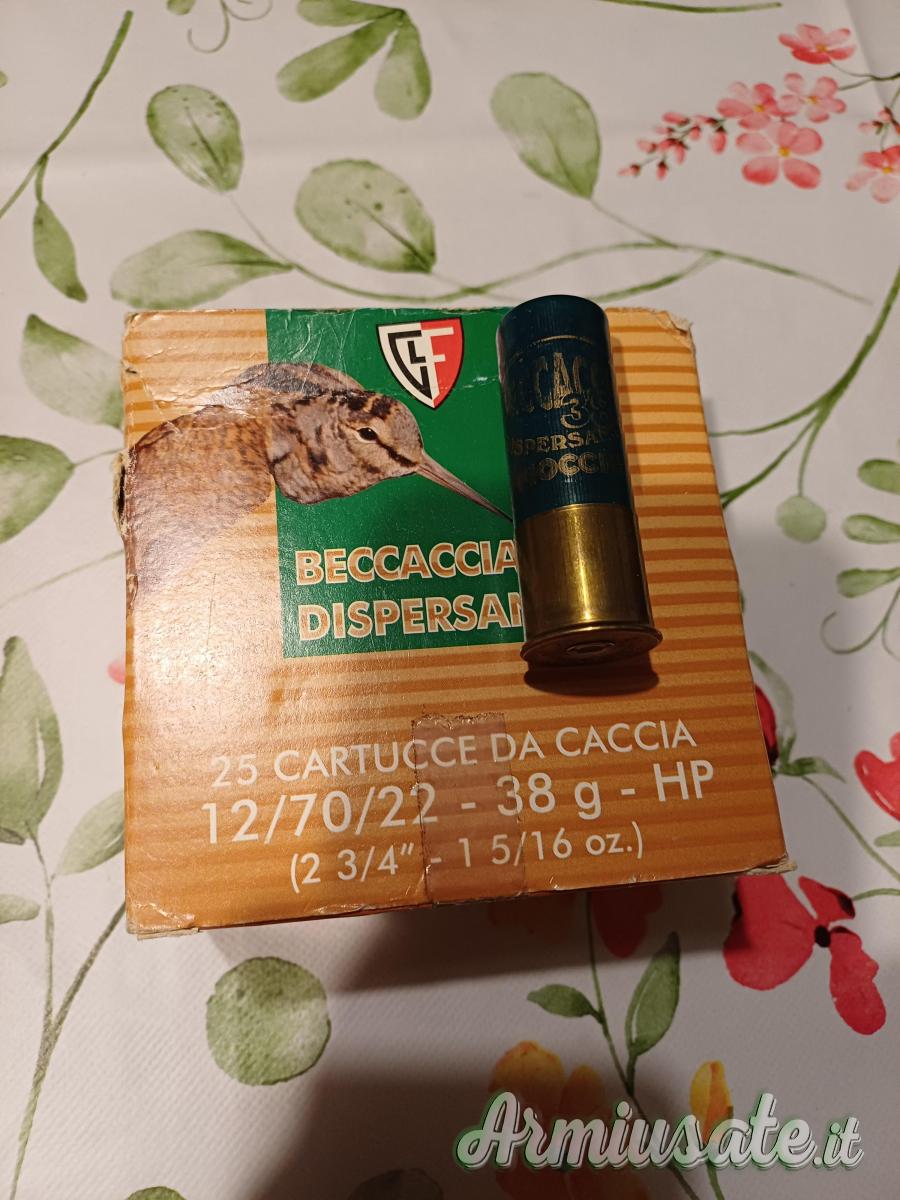 BECCACCIA
DISPERSAN
25 CARTUCCE DA CACCIA
12/70/22 - 38 g - HP
(2 3/4" - 1 5/16 oz.)
Armiusate.it